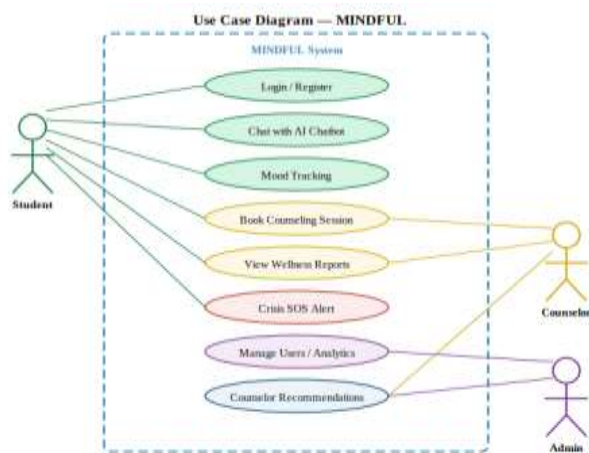 Use Case Diagram — MINDFUL
MINDFUL System
Login / Register
Chat with AI Chatbot
Mood Tracking
Student
Book Counseling Session
View Wellness Reports
Counselor
Crisis SOS Alert
Manage Users / Analytics
Counselor Recommendations
Admin